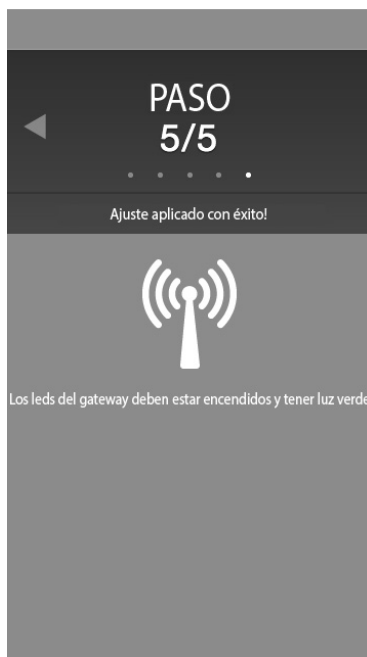 PASO
5/5
Ajuste aplicado con éxito!
Los leds del gateway deben estar encendidos y tener luz verde